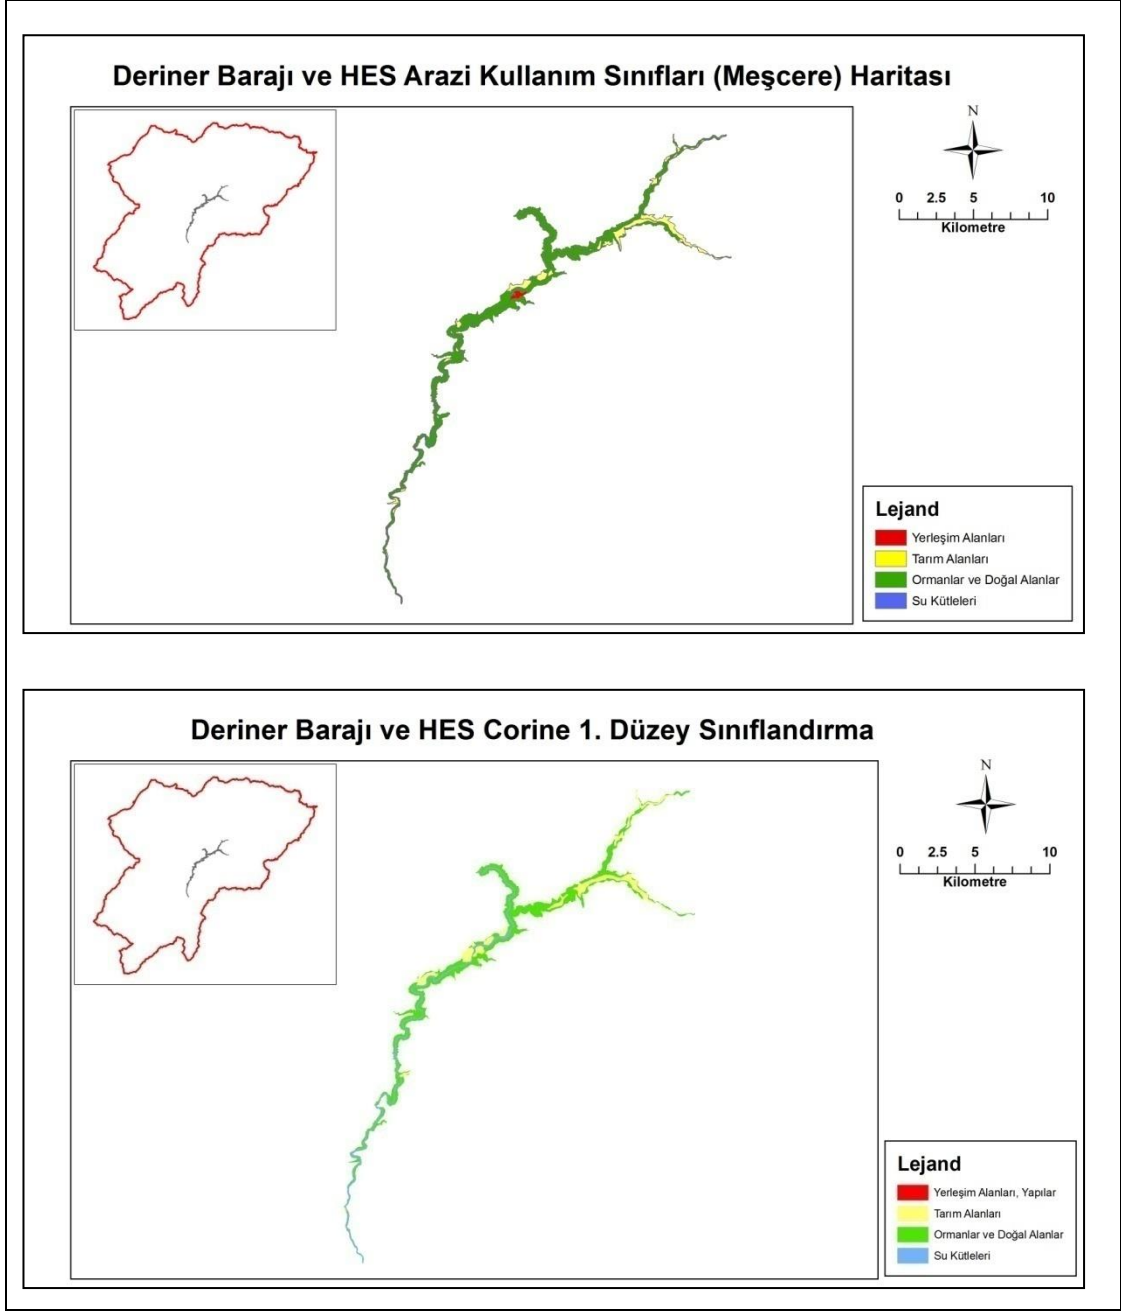 Deriner Barajı ve HES Arazi Kullanım Sınıfları (Meşcere) Haritası
N
0 2.5 5 10
Kilometre
Lejand
Yerleşim Alanları
Tarım Alanları
Ormanlar ve Doğal Alanlar
Su Kütleleri
Deriner Barajı ve HES Corine 1. Düzey Sınıflandırma
N
0 2.5 5 10
Kilometre
Lejand
Yerleşim Alanları, Yapılar
Tarım Alanları
Ormanlar ve Doğal Alanlar
Su Kütleleri